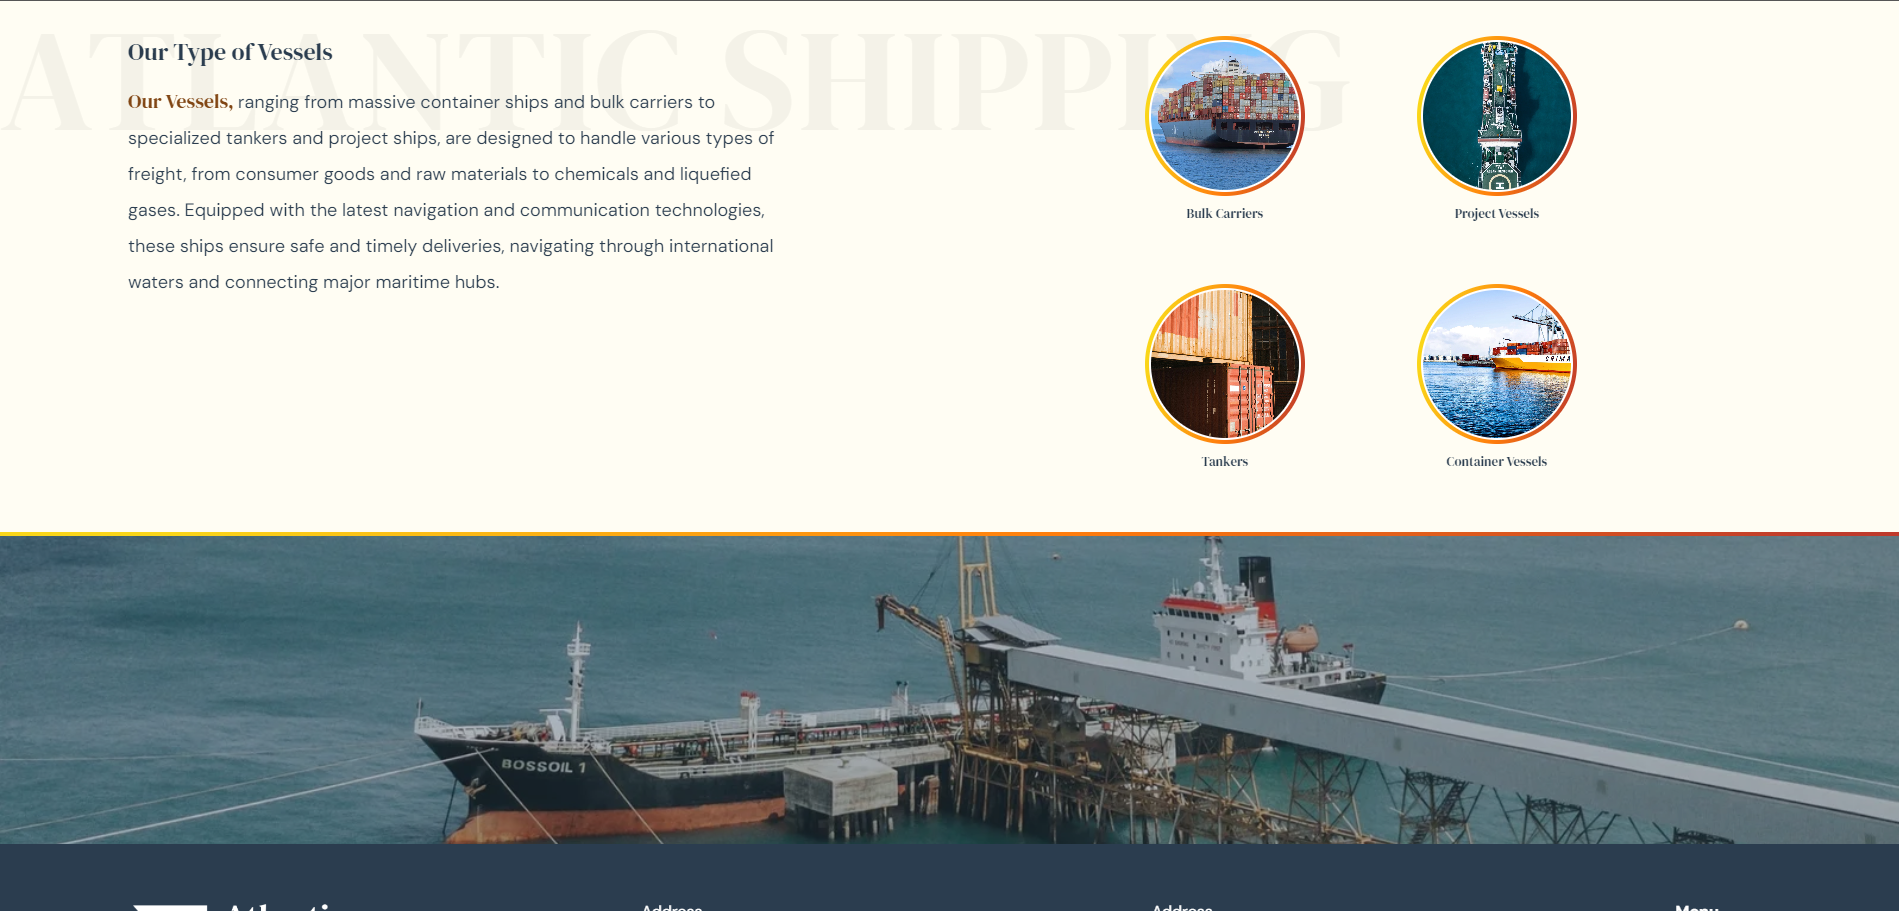 ATLANTIC SHIPPING
Our Type of Vessels
Our Vessels, ranging from massive container ships and bulk carriers to
specialized tankers and project ships, are designed to handle various types of
freight, from consumer goods and raw materials to chemicals and liquefied
gases. Equipped with the latest navigation and communication technologies,
these ships ensure safe and timely deliveries, navigating through international
waters and connecting major maritime hubs.
H
Bulk Carriers
Project Vessels
SRIMA
Tankers
Container Vessels
BOSSOIL 1
Atlantic
Address
Address
Menu